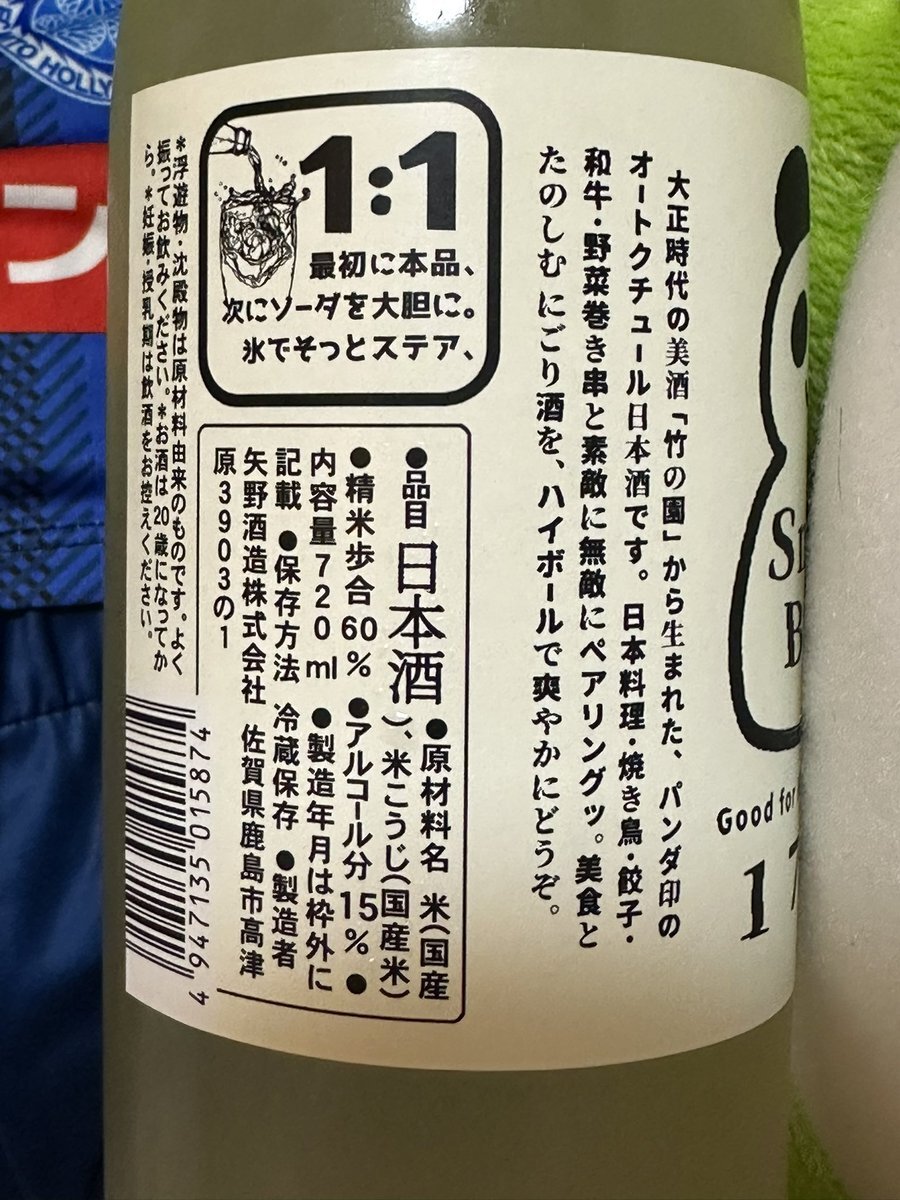 大正時代の美酒「竹の園」から生まれた、パンダ印の
オートクチュール日本酒です。日本料理・焼き鳥・餃子・
和牛・野菜巻き串と素敵に無敵にペアリングッ。美食と
たのしむにごり酒を、ハイボールで爽やかにどうぞ。
1:1
最初に本品、
次にソーダを大胆に。
氷でそっとステア、
●品目 日本酒 ●原材料名 米(国産
)、米こうじ(国産米)
●精米歩合60% ●アルコール分 15% ●
内容量720ml ●製造年月は枠外に
記載 ●保存方法 冷蔵保存 ●製造者
矢野酒造株式会社 佐賀県鹿島市高津
原3903の1
*浮遊物・沈殿物は原材料由来のものです。よく
振ってお飲みください。*お酒は20歳になってか
ら。*妊娠・授乳期は飲酒をお控えください。
4947135015874
Good for
ン
HOLLY